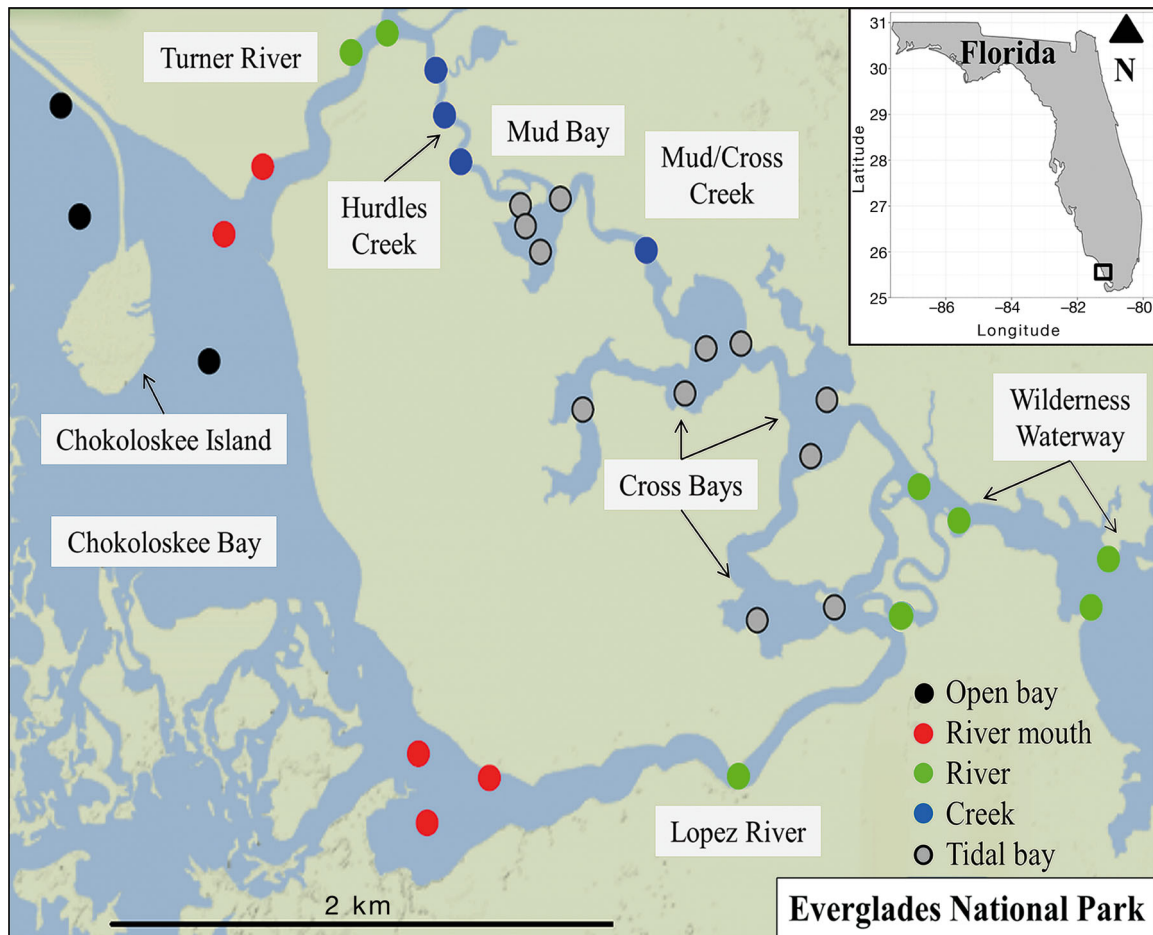 Turner River
Mud Bay
Mud/Cross
Creek
Hurdles
Creek
Chokoloskee Island
Chokoloskee Bay
Cross Bays
Wilderness
Waterway
Lopez River
Open bay
River mouth
River
Creek
Tidal bay
2 km
Everglades National Park
Florida
N
Latitude
31
30
29
28
27
26
25
−86
−84
−82
−80
Longitude